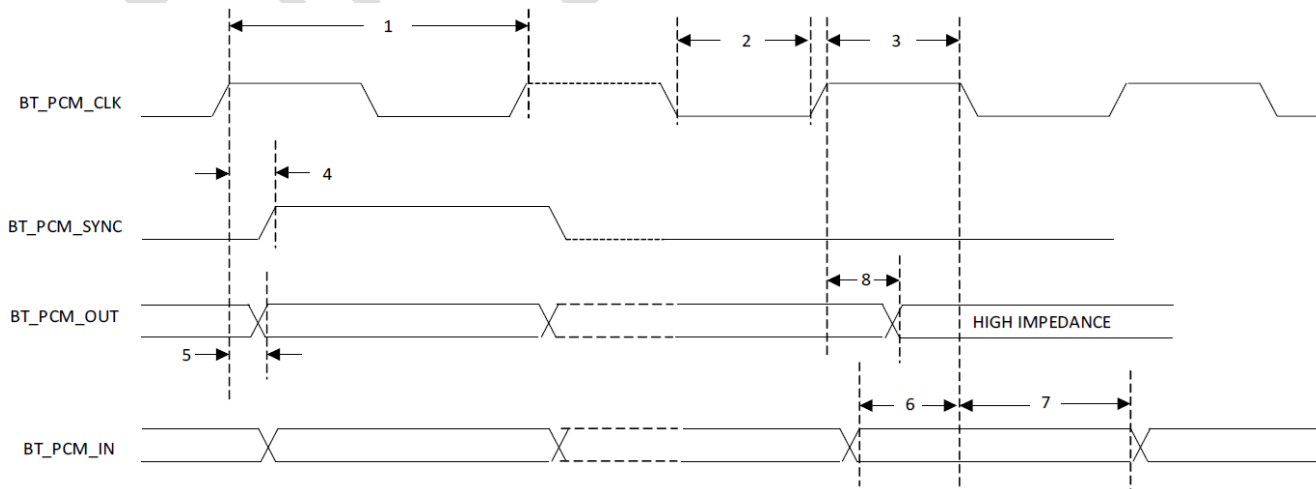 1
2
3
BT_PCM_CLK
4
BT_PCM_SYNC
8
BT_PCM_OUT
HIGH IMPEDANCE
5
6
7
BT_PCM_IN